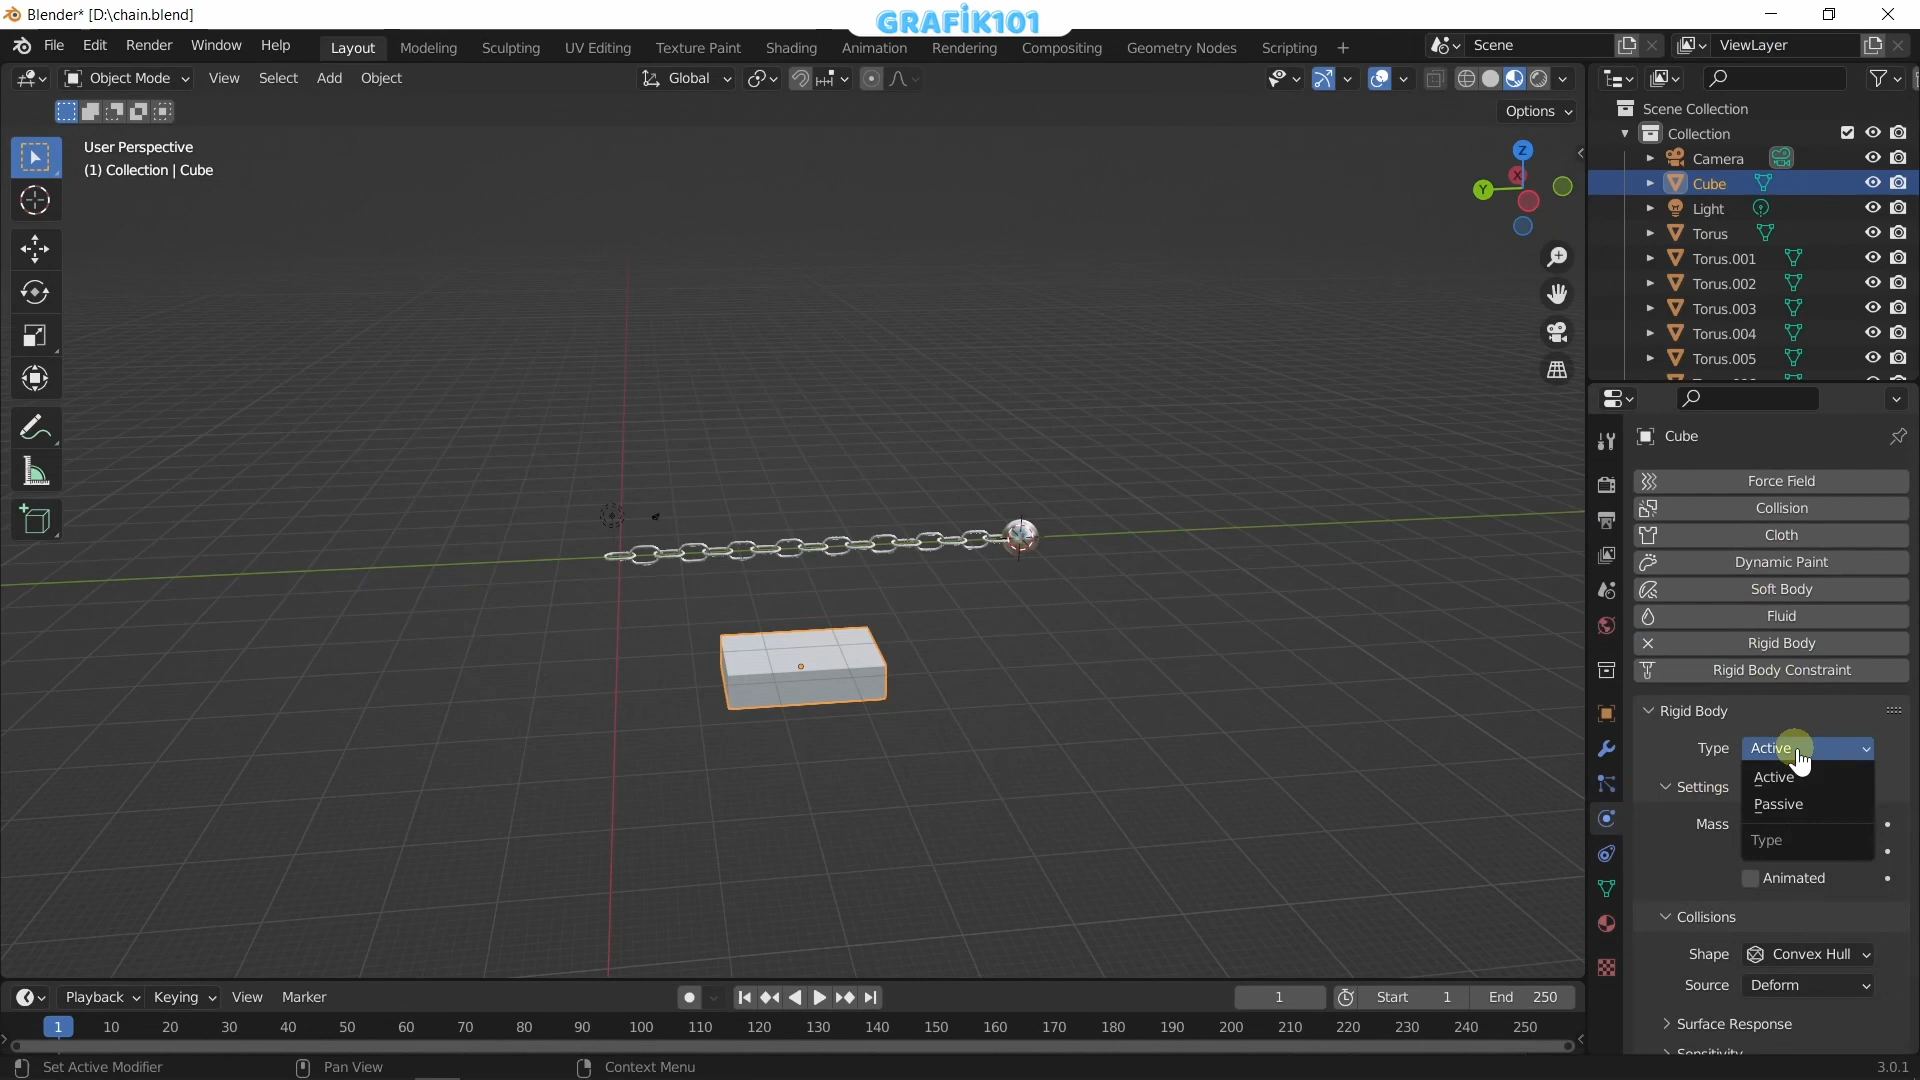 Blender* [D:\chain.blend]
GRAFİK101
File Edit Render Window Help
Layout Modeling Sculpting UV Editing Texture Paint Shading Animation Rendering Compositing Geometry Nodes Scripting +
Scene
ViewLayer
Object Mode View Select Add Object
Global
Options
User Perspective
(1) Collection | Cube
Z
X
Y
Scene Collection
Collection
Camera
Cube
Light
Torus
Torus.001
Torus.002
Torus.003
Torus.004
Torus.005
Cube
Force Field
Collision
Cloth
Dynamic Paint
Soft Body
Fluid
Rigid Body
Rigid Body Constraint
Rigid Body
Type Active
Active
Settings
Passive
Mass
Type
Animated
Collisions
Shape Convex Hull
Source Deform
Surface Response
Sensitivity
Playback Keying View Marker
1
Start 1 End 250
1 10 20 30 40 50 60 70 80 90 100 110 120 130 140 150 160 170 180 190 200 210 220 230 240 250
Set Active Modifier Pan View Context Menu
3.0.1